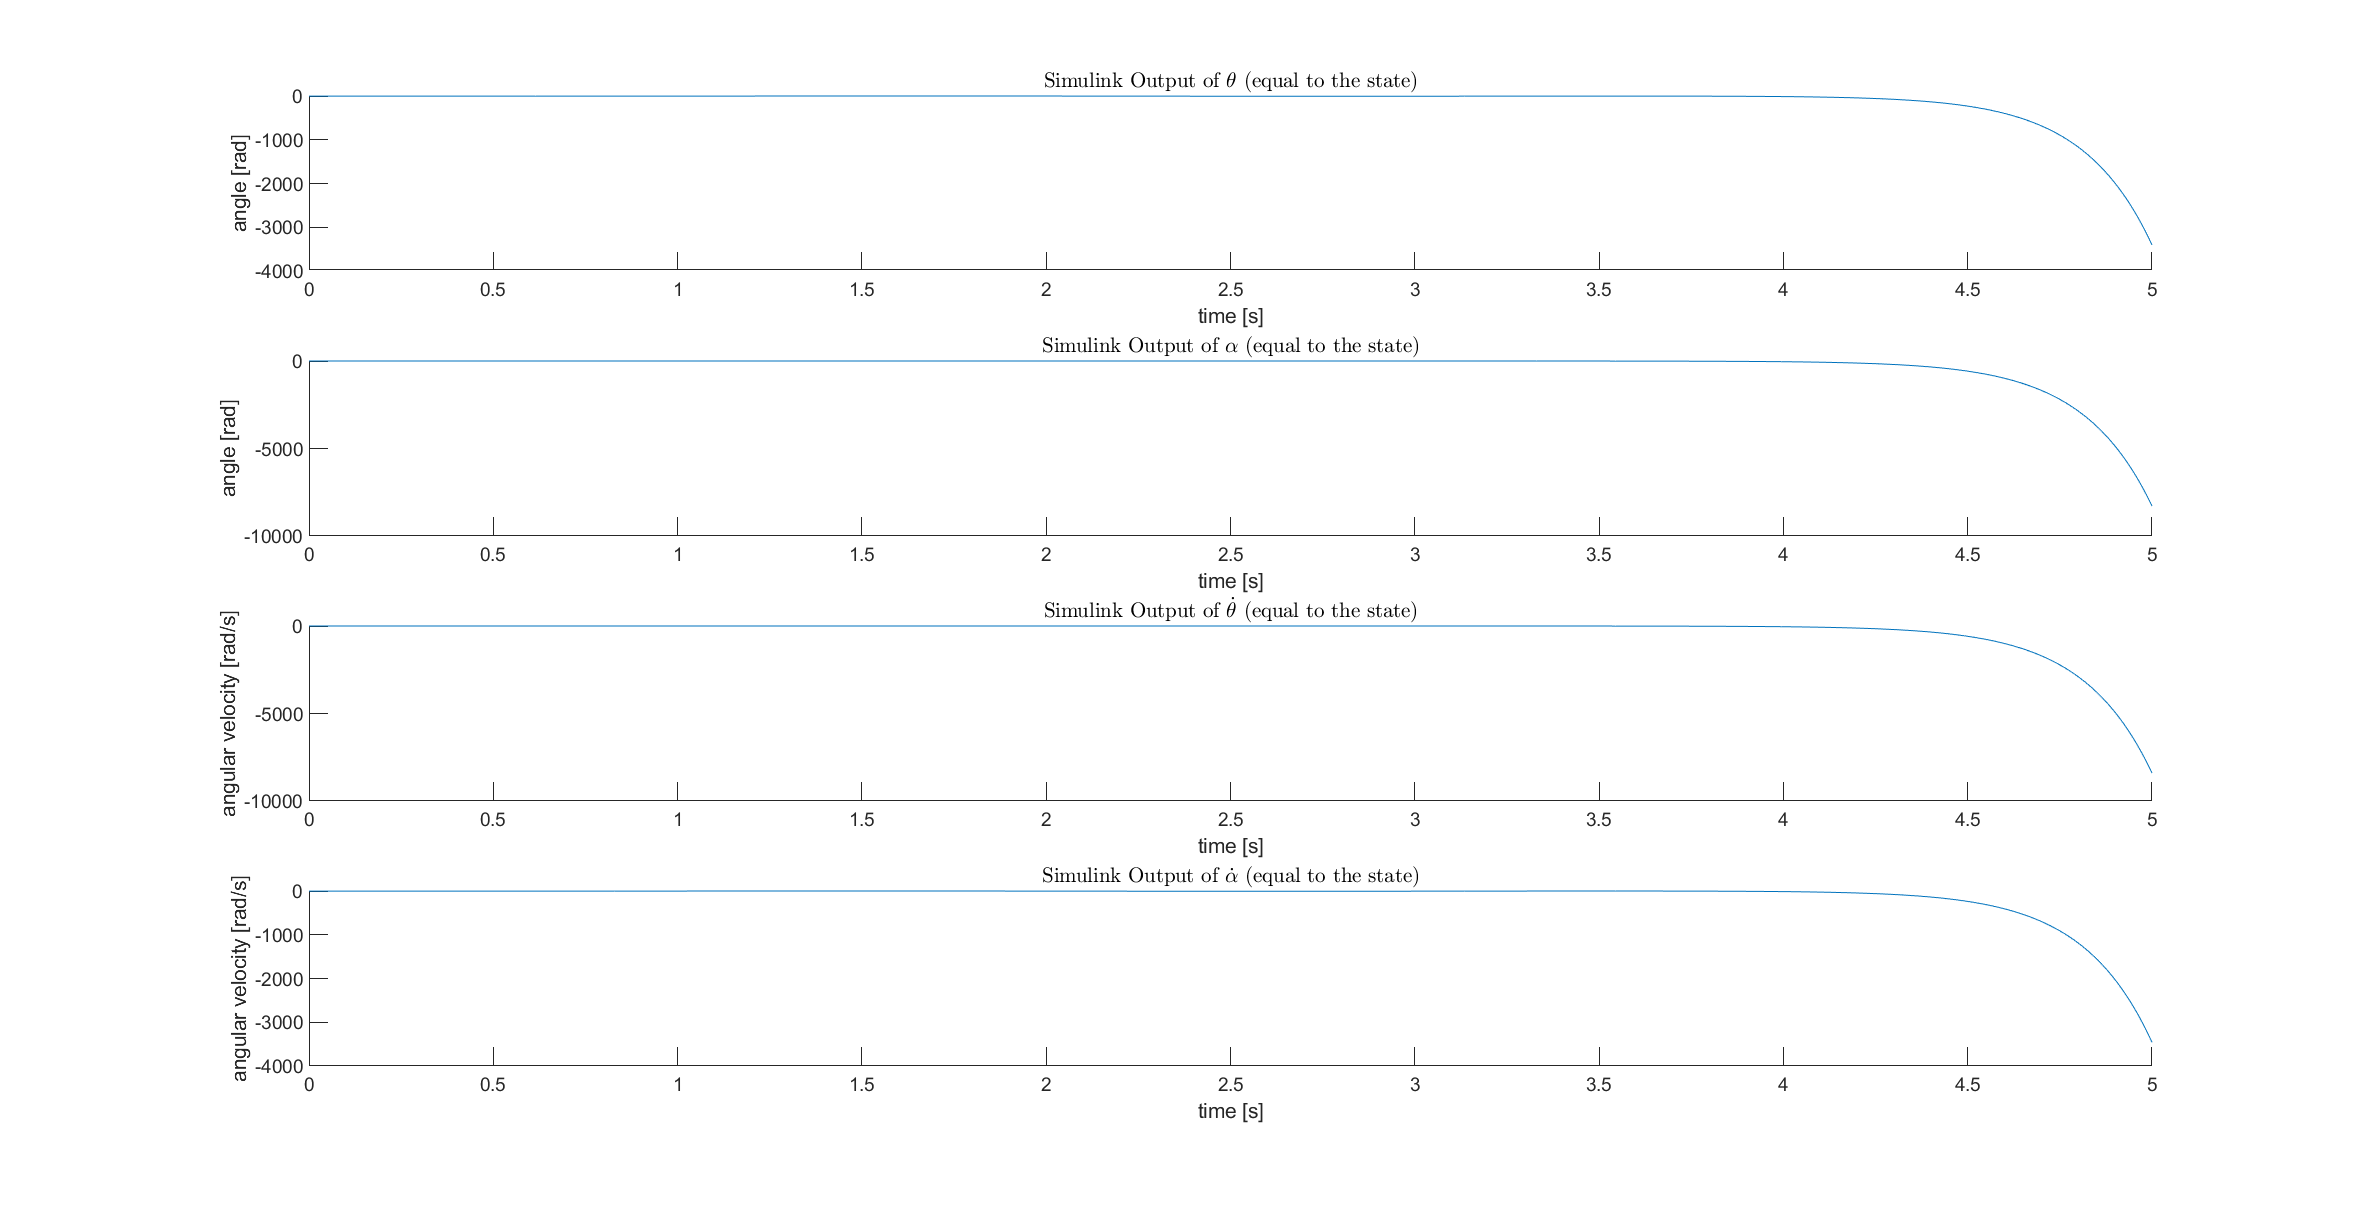 Simulink Output of θ (equal to the state)
angle [rad]
0
-1000
-2000
-3000
-4000
0 0.5 1 1.5 2 2.5 3 3.5 4 4.5 5
time [s]
Simulink Output of α (equal to the state)
angle [rad]
0
-5000
-10000
0 0.5 1 1.5 2 2.5 3 3.5 4 4.5 5
time [s]
Simulink Output of θ̇ (equal to the state)
angular velocity [rad/s]
0
-5000
-10000
0 0.5 1 1.5 2 2.5 3 3.5 4 4.5 5
time [s]
Simulink Output of α̇ (equal to the state)
angular velocity [rad/s]
0
-1000
-2000
-3000
-4000
0 0.5 1 1.5 2 2.5 3 3.5 4 4.5 5
time [s]